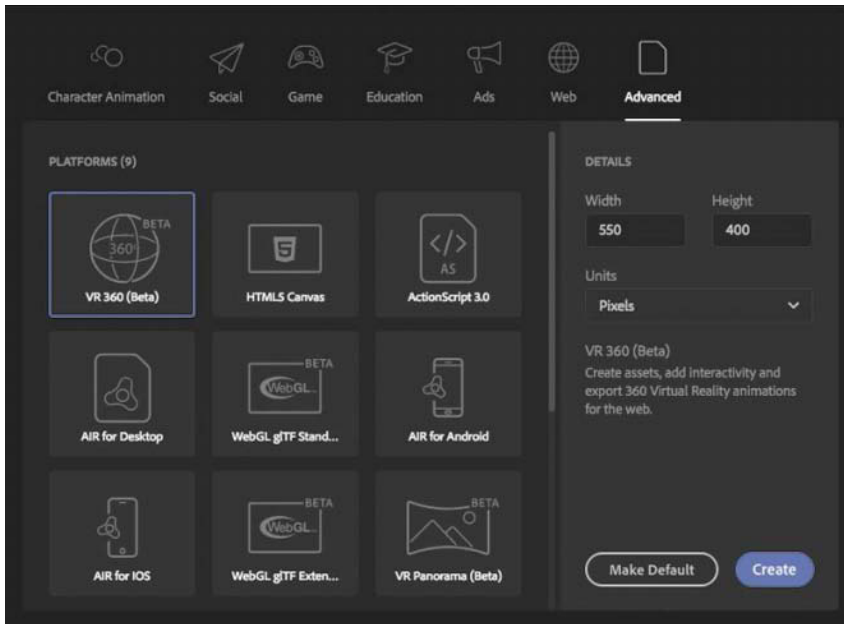 Character Animation
Social
Game
Education
Ads
Web
Advanced
PLATFORMS (9)
BETA
360°
VR 360 (Beta)
5
HTML5 Canvas
</>
AS
ActionScript 3.0
AIR for Desktop
BETA
WebGL
WebGL glTF Stand...
AIR for Android
AIR for IOS
BETA
WebGL
WebGL glTF Exten...
BETA
VR Panorama (Beta)
DETAILS
Width
Height
550
400
Units
Pixels
VR 360 (Beta)
Create assets, add interactivity and
export 360 Virtual Reality animations
for the web.
Make Default
Create